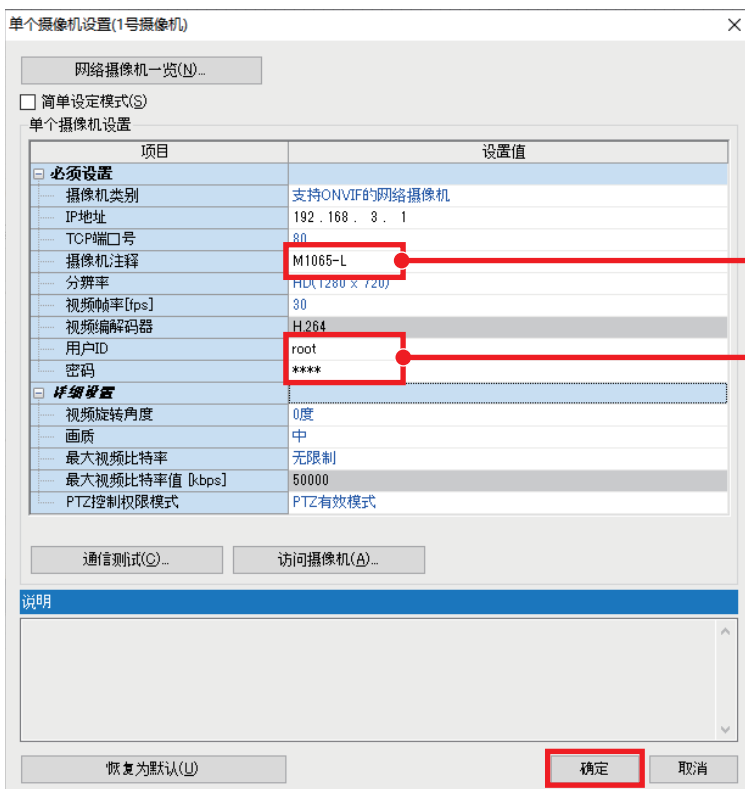 单个摄像机设置(1号摄像机)
网络摄像机一览(N)...
简单设定模式(S)
单个摄像机设置
项目 设置值
必须设置
摄像机类别 支持ONVIF的网络摄像机
IP地址 192 . 168 . 3 . 1
TCP端口号 80
摄像机注释 M1065-L
分辨率 HD(1280 x 720)
视频帧率[fps] 30
视频编解码器 H.264
用户ID root
密码 ****
详细设置
视频旋转角度 0度
画质 中
最大视频比特率 无限制
最大视频比特率值 [kbps] 50000
PTZ控制权限模式 PTZ有效模式
通信测试(C)... 访问摄像机(A)...
说明
恢复为默认(U) 确定 取消